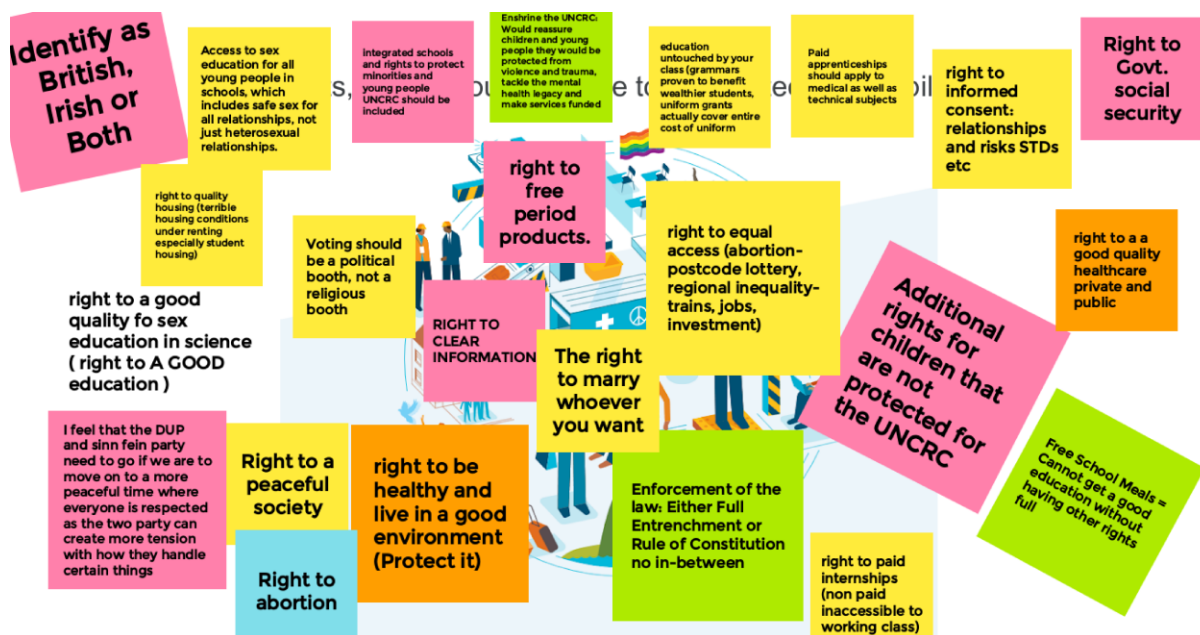 Identify as
British,
Irish or
Both
Access to sex
education for all
young people in
schools, which
includes safe sex for
all relationships, not
just heterosexual
relationships.
integrated schools
and rights to protect
minorities and
young people
UNCRC should be
included
Enshrine the UNCRC:
Would reassure
children and young
people they would be
protected from
violence and trauma,
tackle the mental
health legacy and
make services funded
education
untouched by your
class (grammars
proven to benefit
wealthier students,
uniform grants
actually cover entire
cost of uniform
Paid
apprenticeships
should apply to
medical as well as
technical subjects
right to
informed
consent:
relationships
and risks STDs
etc
Right to
Govt.
social
security
right to quality
housing (terrible
housing conditions
under renting
especially student
housing)
Voting should
be a political
booth, not a
religious
booth
right to
free
period
products.
right to equal
access (abortion-
postcode lottery,
regional inequality-
trains, jobs,
investment)
right to a a
good quality
healthcare
private and
public
right to a good
quality fo sex
education in science
( right to A GOOD
education )
RIGHT TO
CLEAR
INFORMATION
The right
to marry
whoever
you want
Additional
rights for
children that
are not
protected for
the UNCRC
I feel that the DUP
and sinn fein party
need to go if we are to
move on to a more
peaceful time where
everyone is respected
as the two party can
create more tension
with how they handle
certain things
Right to a
peaceful
society
right to be
healthy and
live in a good
environment
(Protect it)
Enforcement of the
law: Either Full
Entrenchment or
Rule of Constitution
no in-between
Free School Meals =
Cannot get a good
education without
having other rights
full
Right to
abortion
right to paid
internships
(non paid
inaccessible to
working class)